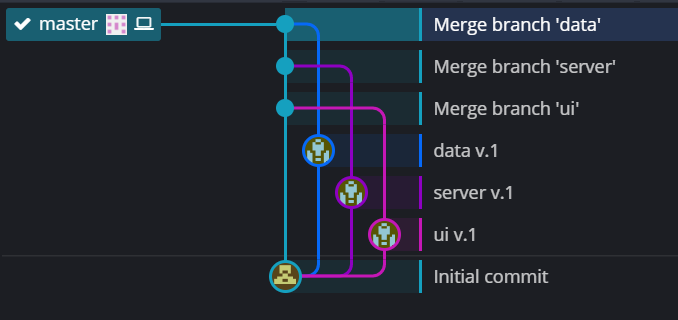 master
Merge branch 'data'
Merge branch 'server'
Merge branch 'ui'
data v.1
server v.1
ui v.1
Initial commit